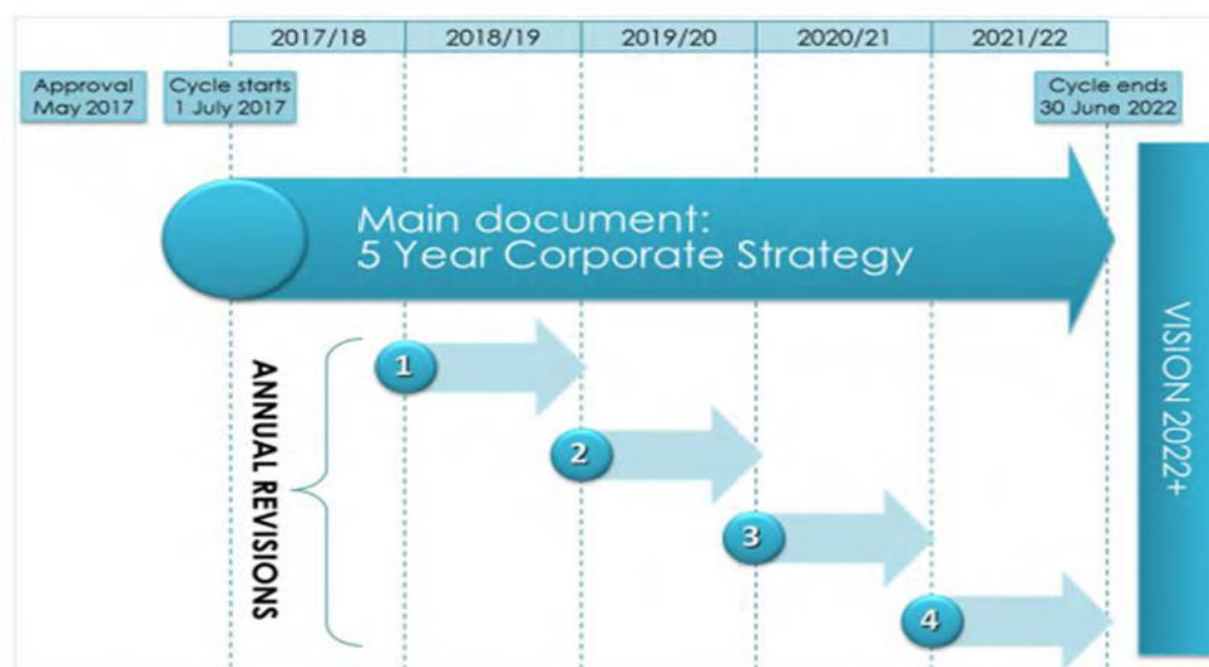 2017/18 2018/19 2019/20 2020/21 2021/22
Approval
May 2017
Cycle starts
1 July 2017
Cycle ends
30 June 2022
Main document:
5 Year Corporate Strategy
ANNUAL REVISIONS
1
2
3
4
VISION 2022+